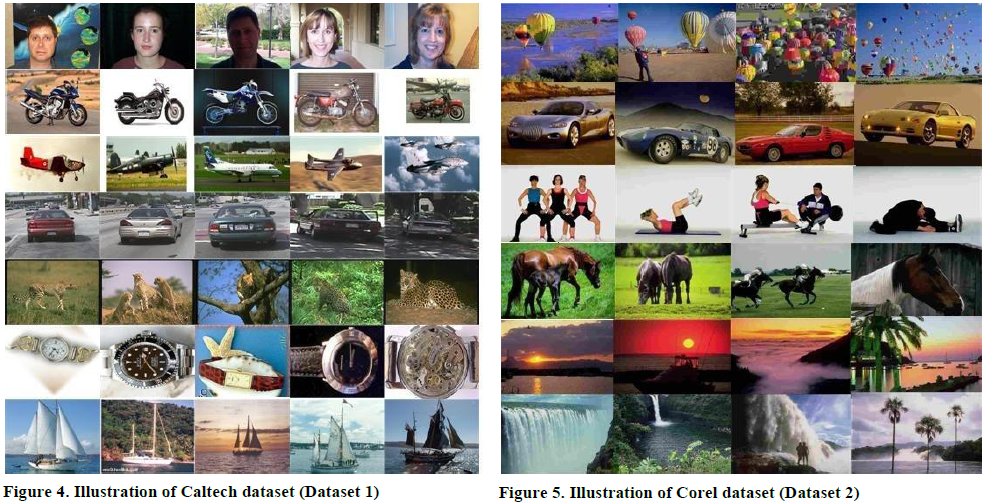 Figure 4. Illustration of Caltech dataset (Dataset 1)
Figure 5. Illustration of Corel dataset (Dataset 2)